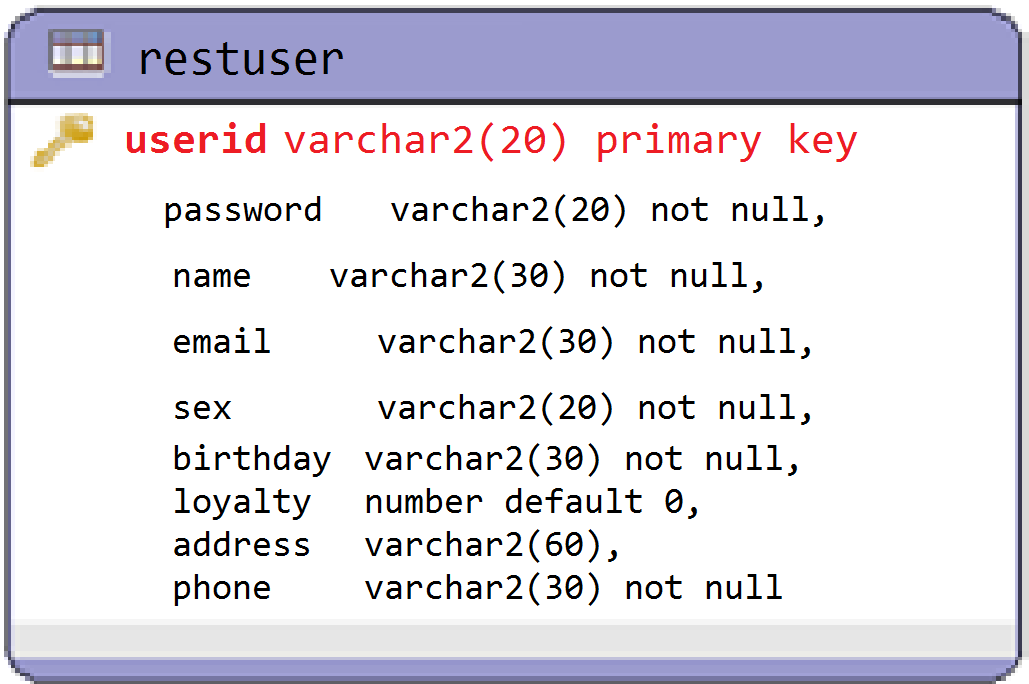 restuser
userid varchar2(20) primary key
password varchar2(20) not null,
name varchar2(30) not null,
email varchar2(30) not null,
sex varchar2(20) not null,
birthday varchar2(30) not null,
loyalty number default 0,
address varchar2(60),
phone varchar2(30) not null